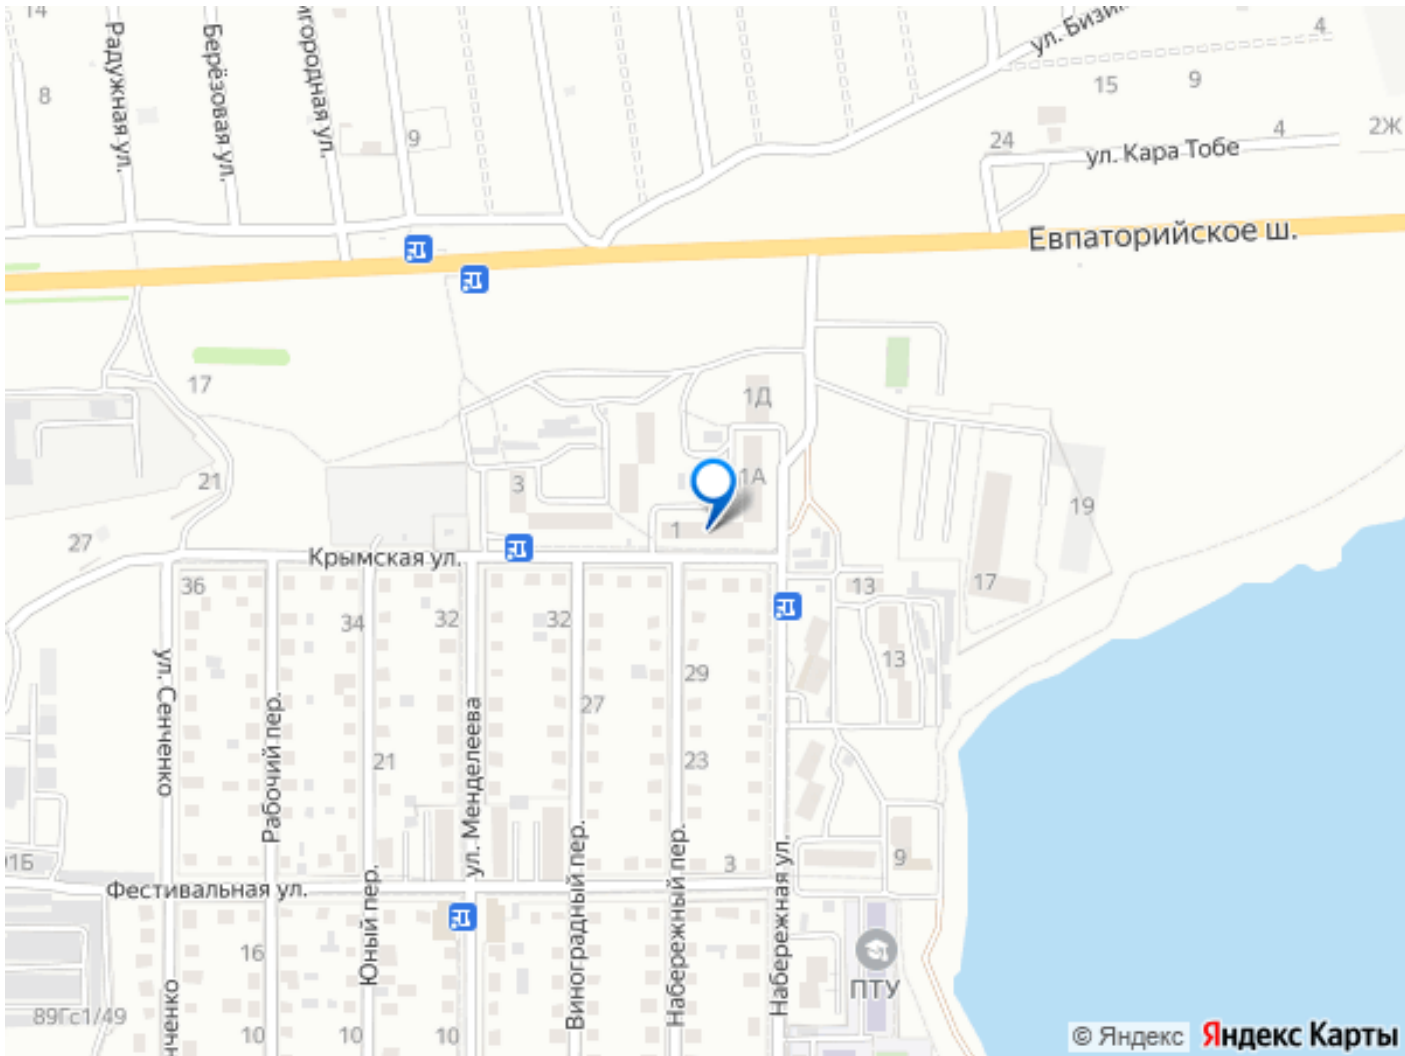 14
4
ул.
Радужная ул.
Берёзовая ул.
15
9
8
9
24
4
2Ж
ул. Кара Тобе
Евпаторийское ш.
17
1Д
21
3
1А
19
1
27
Крымская ул.
36
34
32
32
13
17
29
13
27
ул. Сенченко
Рабочий пер.
21
ул. Менделеева
23
Виноградный пер.
Набережный пер.
Набережная ул.
3
9
Фестивальная ул.
Юный пер.
16
ПТУ
89Гс1/49
10
10
10
© Яндекс
Яндекс Карты